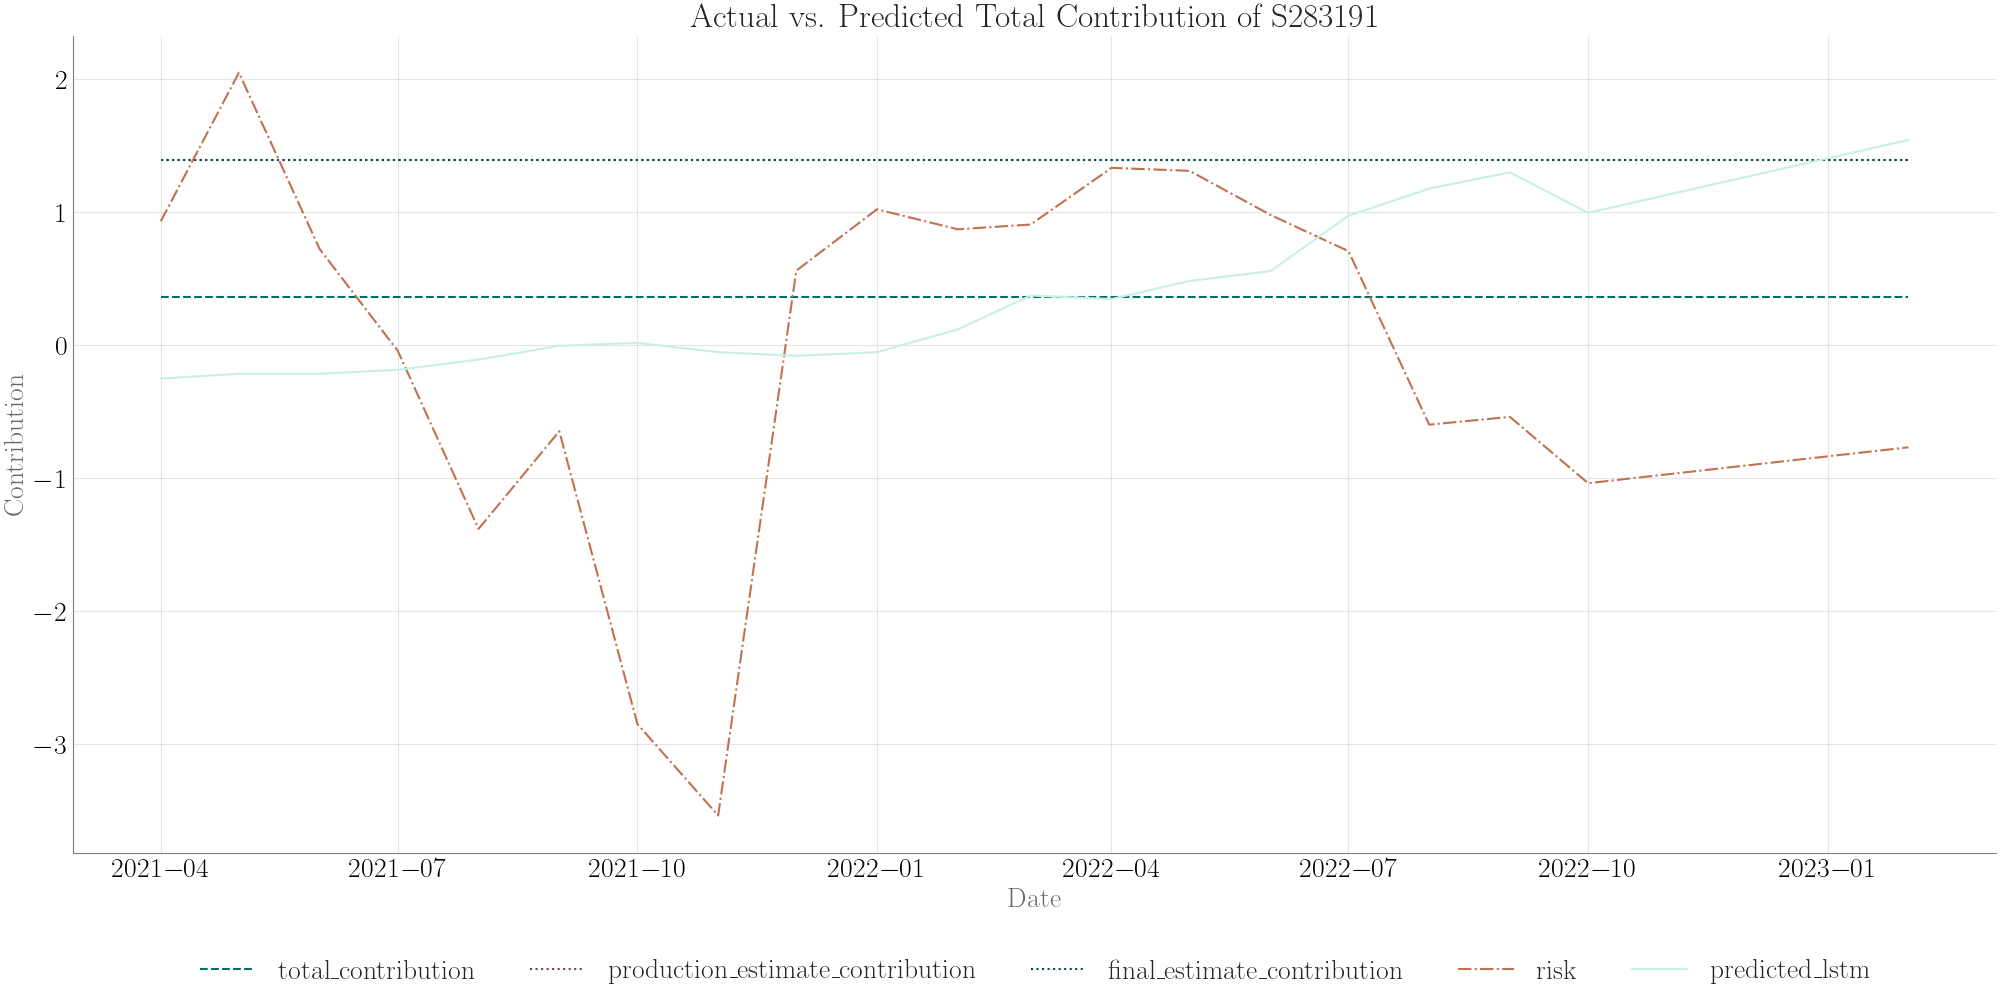 Actual vs. Predicted Total Contribution of S283191
2
1
0
−1
−2
−3
Contribution
2021−04 2021−07 2021−10 2022−01 2022−04 2022−07 2022−10 2023−01
Date
total_contribution production_estimate_contribution final_estimate_contribution risk predicted_lstm